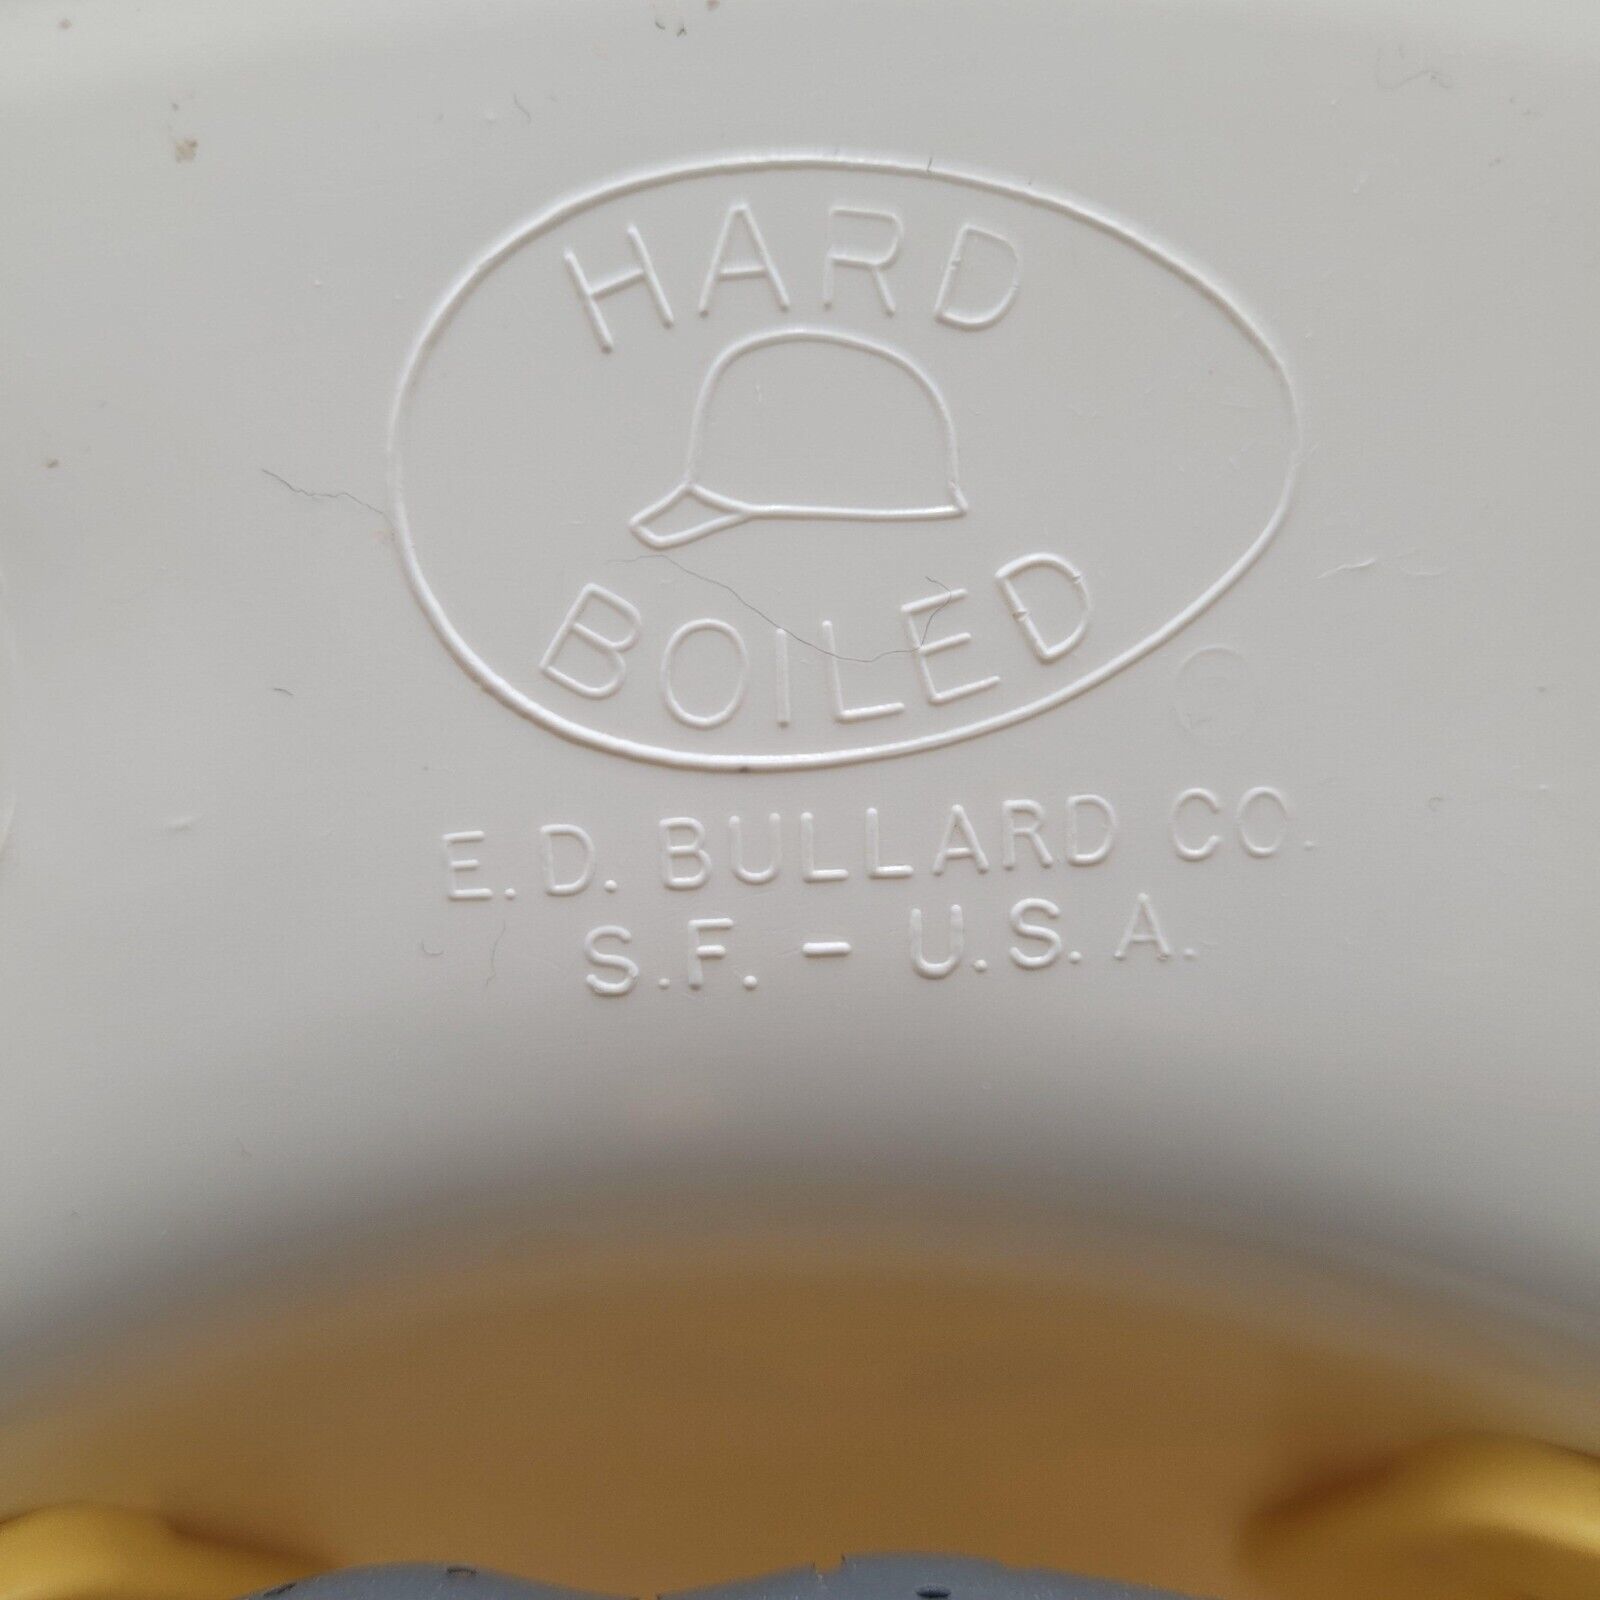 HARD
BOILED
E.D. BULLARD CO.
S.F. - U.S.A.